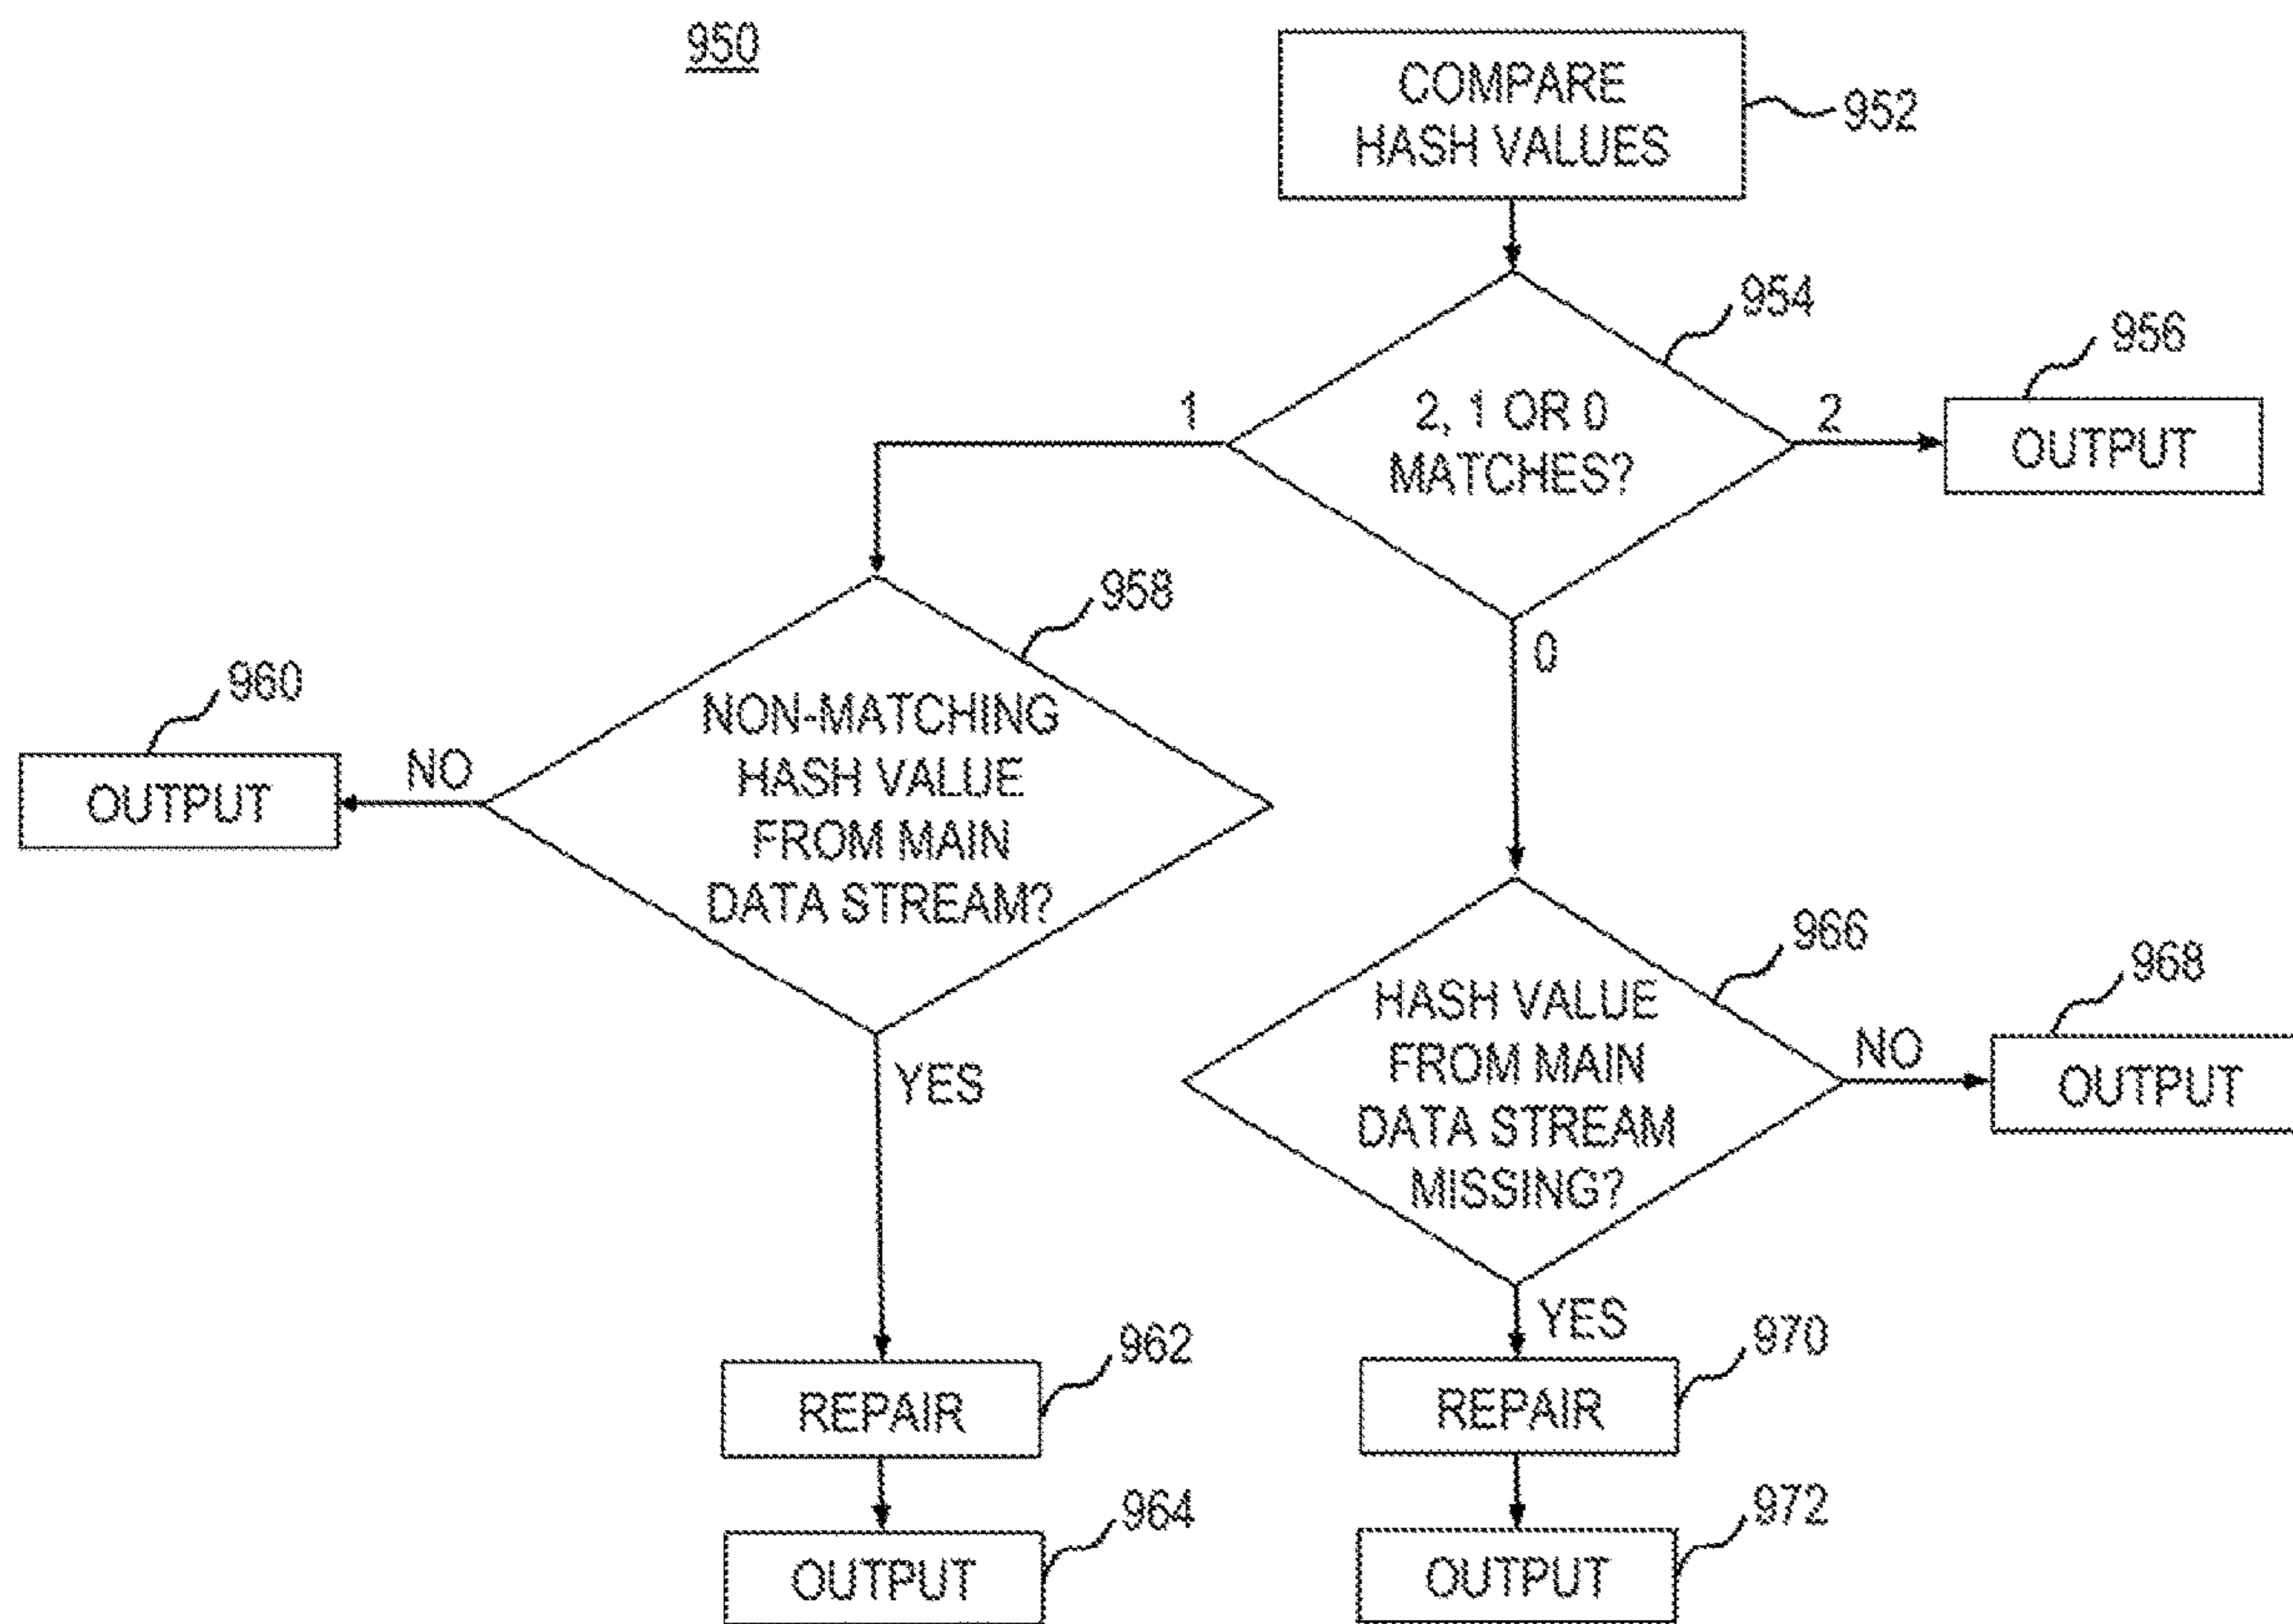 950
COMPARE
HASH VALUES
952
954
2, 1 OR 0
MATCHES?
1
2
0
956
OUTPUT
958
NON-MATCHING
HASH VALUE
FROM MAIN
DATA STREAM?
960
NO
OUTPUT
YES
966
HASH VALUE
FROM MAIN
DATA STREAM
MISSING?
968
NO
OUTPUT
YES
962
REPAIR
970
REPAIR
964
OUTPUT
972
OUTPUT